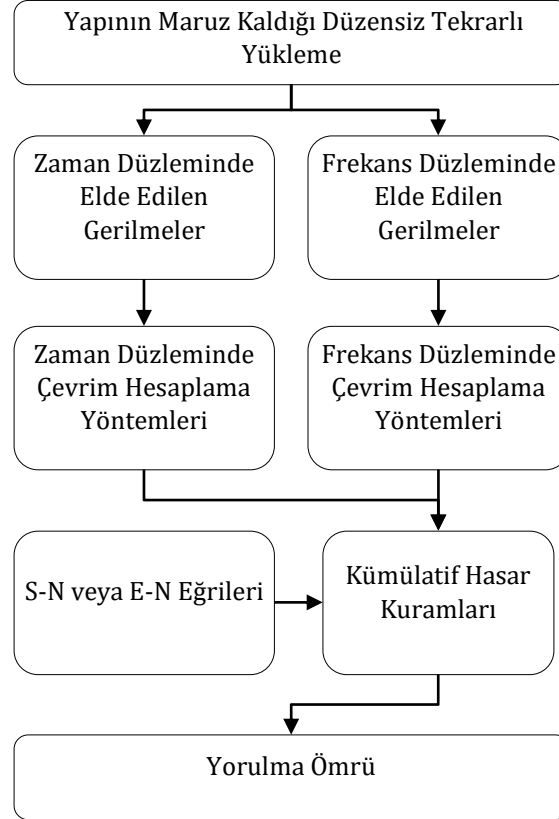 Yapının Maruz Kaldığı Düzensiz Tekrarlı
Yükleme
Zaman Düzleminde
Elde Edilen
Gerilmeler
Frekans Düzleminde
Elde Edilen
Gerilmeler
Zaman Düzleminde
Çevrim Hesaplama
Yöntemleri
Frekans Düzleminde
Çevrim Hesaplama
Yöntemleri
S-N veya E-N Eğrileri
Kümülatif Hasar
Kuramları
Yorulma Ömrü